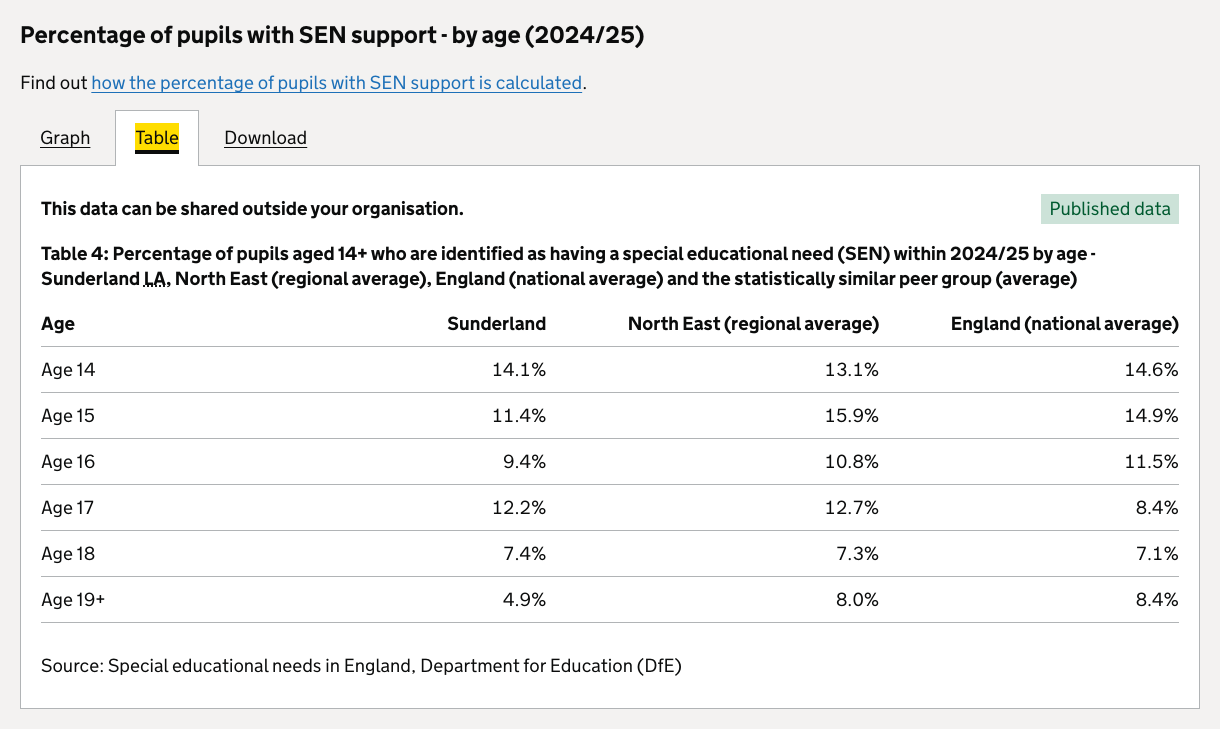 Percentage of pupils with SEN support - by age (2024/25)
Find out how the percentage of pupils with SEN support is calculated.
Graph Table Download
This data can be shared outside your organisation. Published data
Table 4: Percentage of pupils aged 14+ who are identified as having a special educational need (SEN) within 2024/25 by age -
Sunderland LA, North East (regional average), England (national average) and the statistically similar peer group (average)
Age Sunderland North East (regional average) England (national average)
Age 14 14.1% 13.1% 14.6%
Age 15 11.4% 15.9% 14.9%
Age 16 9.4% 10.8% 11.5%
Age 17 12.2% 12.7% 8.4%
Age 18 7.4% 7.3% 7.1%
Age 19+ 4.9% 8.0% 8.4%
Source: Special educational needs in England, Department for Education (DfE)